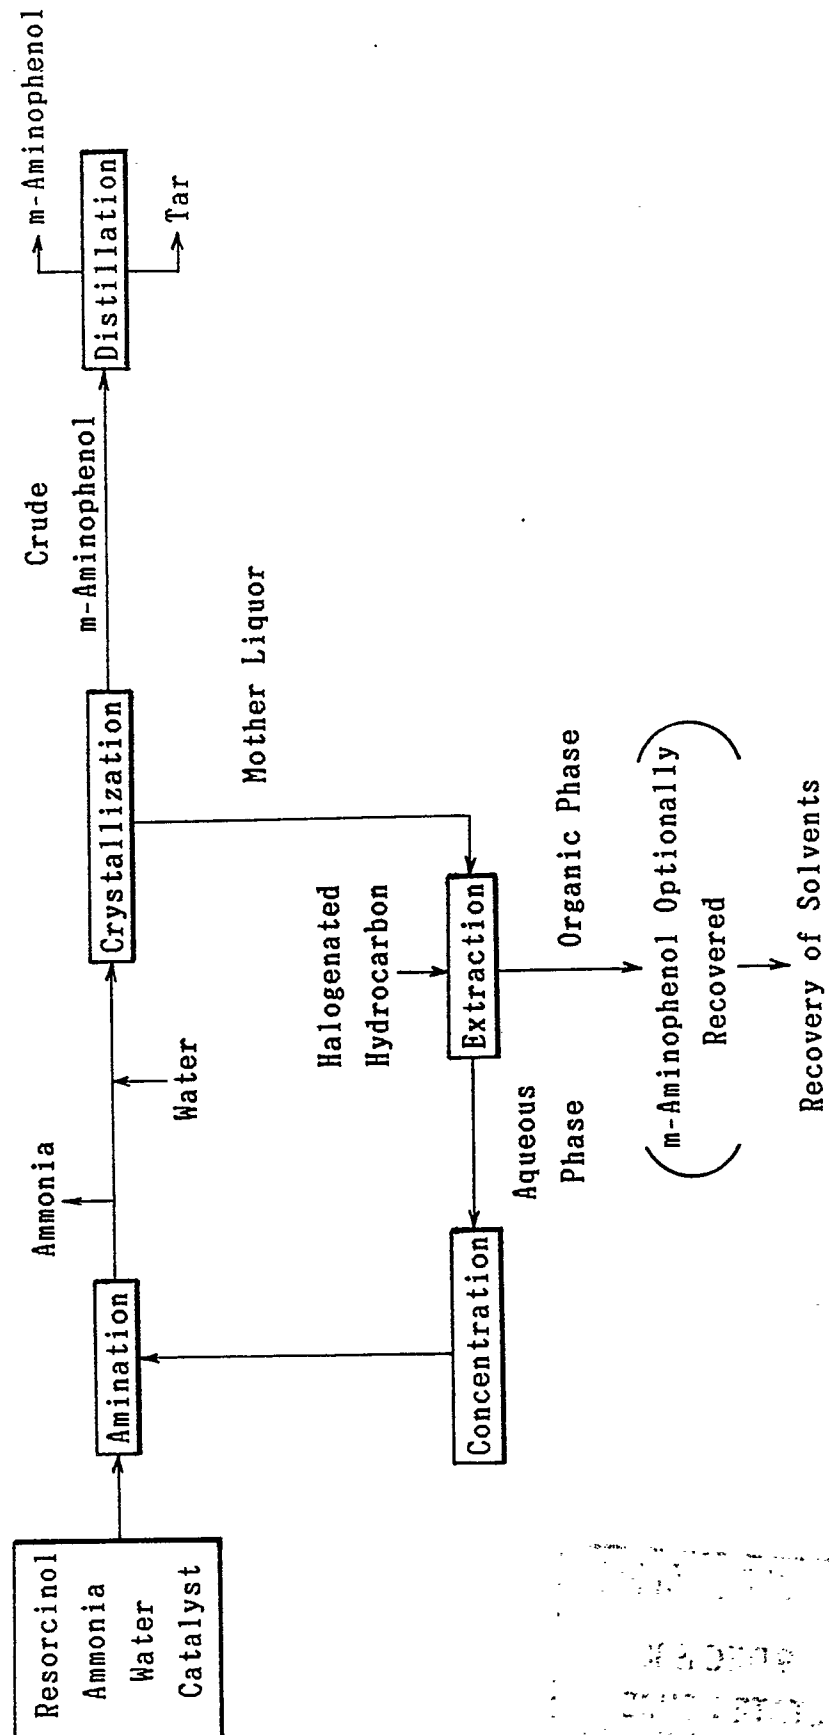 Resorcinol
Ammonia
Water
Catalyst
Amination
Ammonia
Water
Crystallization
Crude
m-Aminophenol
Distillation
m-Aminophenol
Tar
Mother Liquor
Halogenated
Hydrocarbon
Extraction
Aqueous
Phase
Concentration
Organic Phase
(m-Aminophenol Optionally
Recovered)
Recovery of Solvents